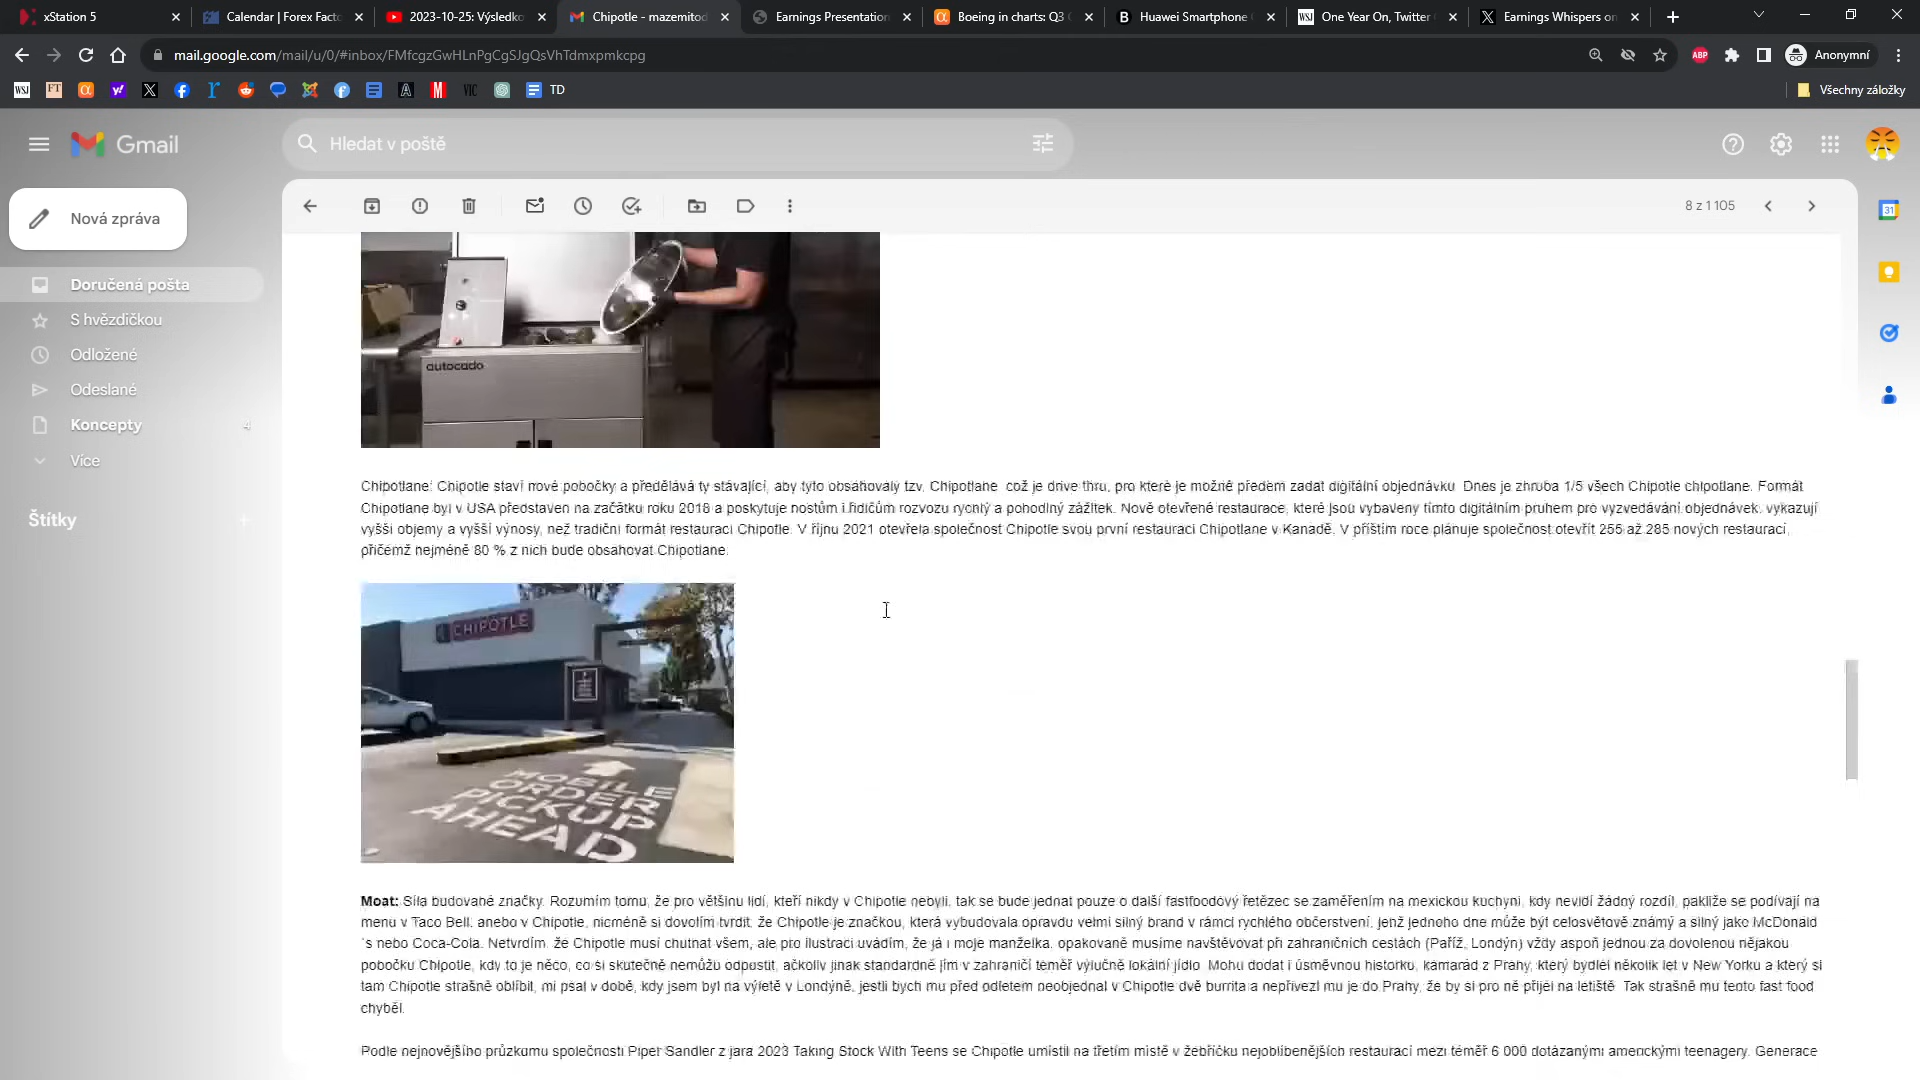 xStation 5
Calendar | Forex Facto
2023-10-25: Výsledko
Chipotle - mazemitod
Earnings Presentation
Boeing in charts: Q3
Huawei Smartphone
One Year On, Twitter
Earnings Whispers on
mail.google.com/mail/u/0/#inbox/FMfcgzGwHLnPgCgSJgQsVhTdmxpmkcpg
ABP
Anonymní
WSJ FT TD
Všechny záložky
Gmail
Hledat v poště
Nová zpráva
8 z 1 105
Doručená pošta
S hvězdičkou
Odložené
Odeslané
Koncepty 4
Více
Štítky
autocado
Chipotlane: Chipotle staví nové pobočky a předělává ty stávající, aby tyto obsahovaly tzv. Chipotlane což je drive thru, pro které je možné předem zadat digitální objednávku Dnes je zhruba 1/5 všech Chipotle chipotlane. Formát
Chipotlane byl v USA představen na začátku roku 2018 a poskytuje hostům i řidičům rozvozu rychlý a pohodlný zážitek. Nově otevřené restaurace, které jsou vybaveny tímto digitálním pruhem pro vyzvedávání objednávek, vykazují
vyšší objemy a vyšší výnosy, než tradiční formát restaurací Chipotle. V říjnu 2021 otevřela společnost Chipotle svou první restauraci Chipotlane v Kanadě. V příštím roce plánuje společnost otevřít 255 až 285 nových restaurací,
přičemž nejméně 80 % z nich bude obsahovat Chipotlane.
CHIPOTLE
MOBILE
ORDER
PICKUP
AHEAD
Moat: Síla budované značky. Rozumím tomu, že pro většinu lidí, kteří nikdy v Chipotle nebyli, tak se bude jednat pouze o další fastfoodový řetězec se zaměřením na mexickou kuchyni, kdy nevidí žádný rozdíl, pakliže se podívají na
menu v Taco Bell, anebo v Chipotle, nicméně si dovolím tvrdit, že Chipotle je značkou, která vybudovala opravdu velmi silný brand v rámci rychlého občerstvení, jenž jednoho dne může být celosvětově známý a silný jako McDonald
´s nebo Coca-Cola. Netvrdím, že Chipotle musí chutnat všem, ale pro ilustraci uvádím, že já i moje manželka, opakovaně musíme navštěvovat při zahraničních cestách (Paříž, Londýn) vždy aspoň jednou za dovolenou nějakou
pobočku Chipotle, kdy to je něco, co si skutečně nemůžu odpustit, ačkoliv jinak standardně jím v zahraničí téměř výlučně lokální jídlo Mohu dodat i úsměvnou historku, kamarád z Prahy, který bydlel několik let v New Yorku a který si
tam Chipotle strašně oblíbil, mi psal v době, kdy jsem byl na výletě v Londýně, jestli bych mu před odletem neobjednal v Chipotle dvě burrita a nepřivezl mu je do Prahy, že by si pro ně přijel na letiště Tak strašně mu tento fast food
chyběl.
Podle nejnovějšího průzkumu společnosti Piper Sandler z jara 2023 Taking Stock With Teens se Chipotle umístil na třetím místě v žebříčku nejoblíbenějších restaurací mezi téměř 6 000 dotázanými americkými teenagery. Generace